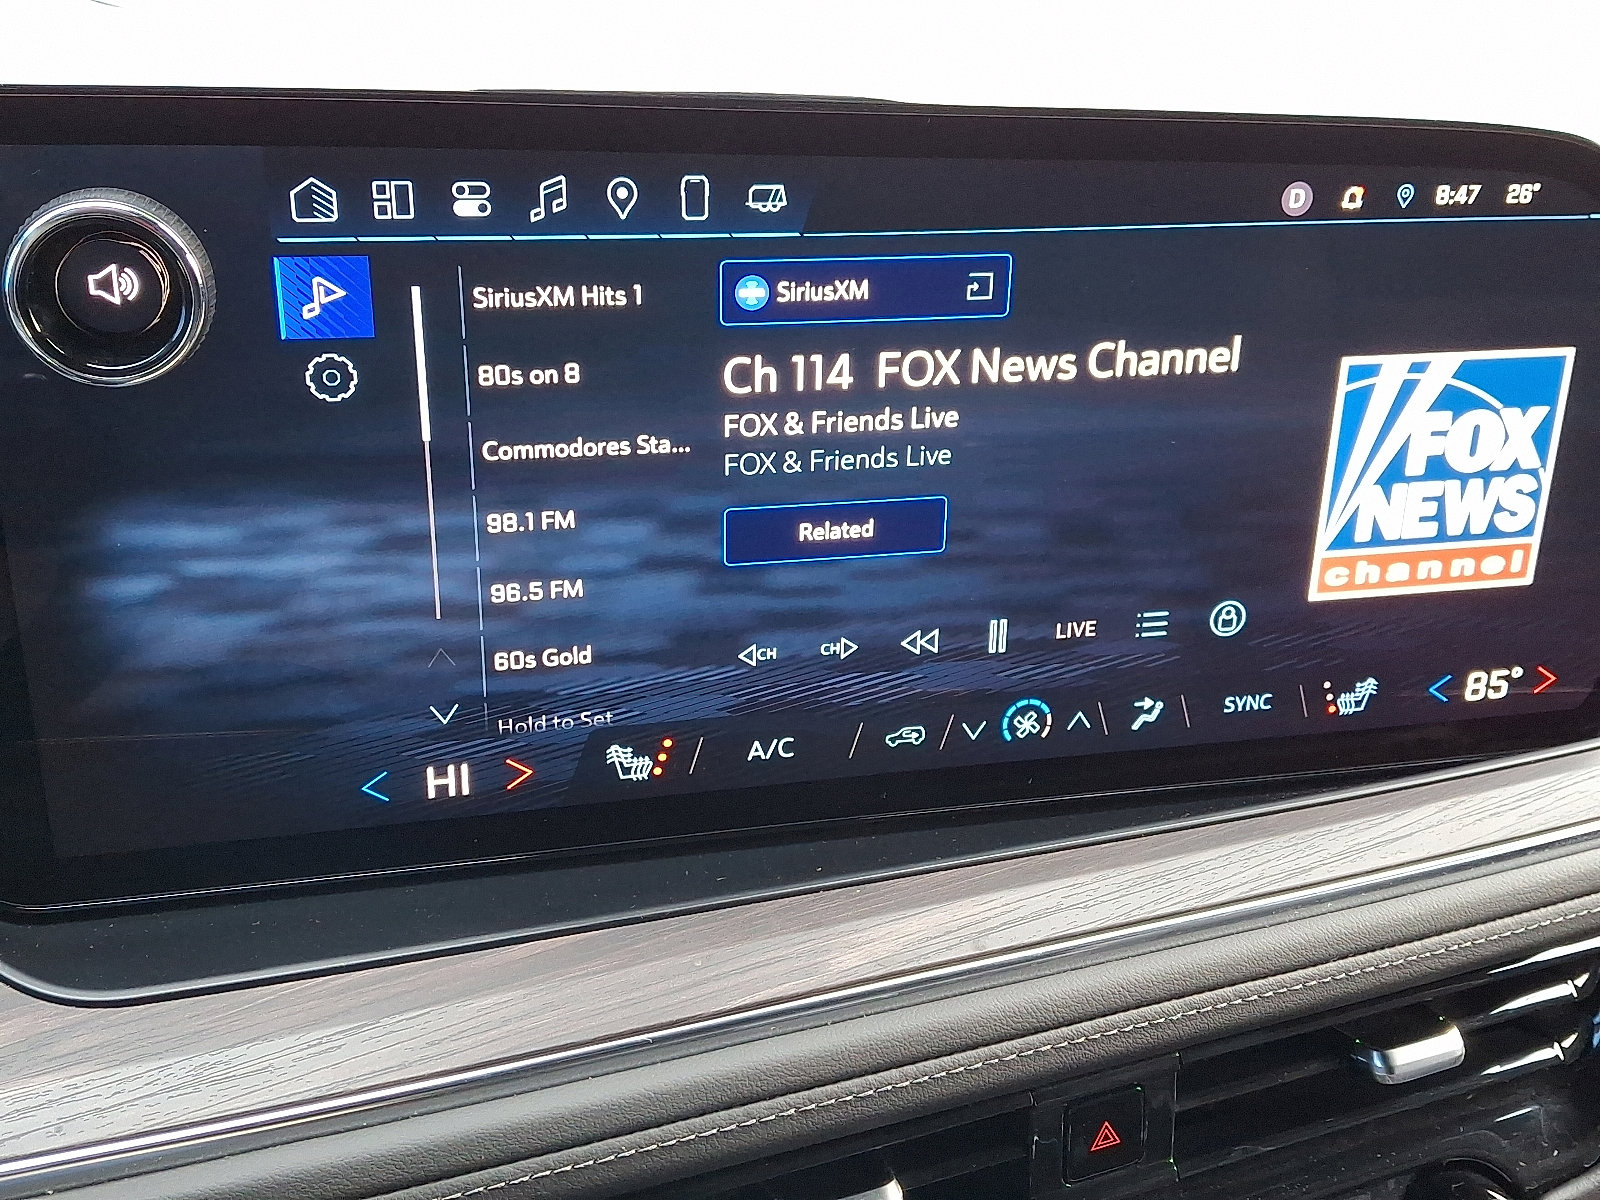 D 8:47 26°
SiriusXM Hits 1
80s on 8
Commodores Sta...
98.1 FM
96.5 FM
60s Gold
Hold to Set
SiriusXM
Ch 114 FOX News Channel
FOX & Friends Live
FOX & Friends Live
Related
FOX
NEWS
channel
CH CH LIVE
HI A/C SYNC 85°